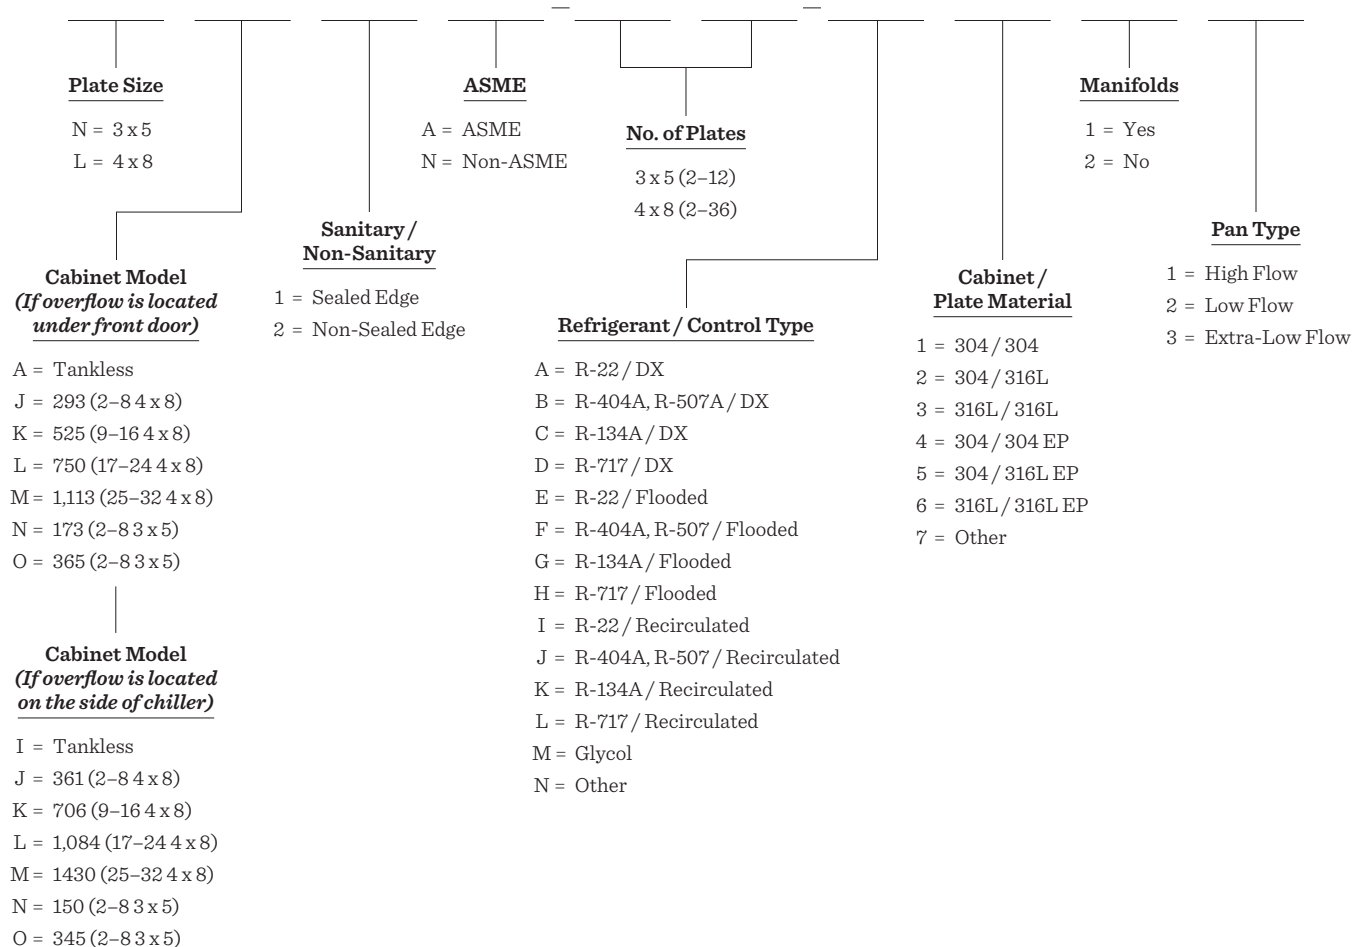 — —
Plate Size
N = 3 x 5
L = 4 x 8
Cabinet Model
(If overflow is located
under front door)
A = Tankless
J = 293 (2–8 4 x 8)
K = 525 (9–16 4 x 8)
L = 750 (17–24 4 x 8)
M = 1,113 (25–32 4 x 8)
N = 173 (2–8 3 x 5)
O = 365 (2–8 3 x 5)
Cabinet Model
(If overflow is located
on the side of chiller)
I = Tankless
J = 361 (2–8 4 x 8)
K = 706 (9–16 4 x 8)
L = 1,084 (17–24 4 x 8)
M = 1430 (25–32 4 x 8)
N = 150 (2–8 3 x 5)
O = 345 (2–8 3 x 5)
Sanitary /
Non-Sanitary
1 = Sealed Edge
2 = Non-Sealed Edge
ASME
A = ASME
N = Non-ASME
No. of Plates
3 x 5 (2–12)
4 x 8 (2–36)
Refrigerant / Control Type
A = R-22 / DX
B = R-404A, R-507A / DX
C = R-134A / DX
D = R-717 / DX
E = R-22 / Flooded
F = R-404A, R-507 / Flooded
G = R-134A / Flooded
H = R-717 / Flooded
I = R-22 / Recirculated
J = R-404A, R-507 / Recirculated
K = R-134A / Recirculated
L = R-717 / Recirculated
M = Glycol
N = Other
Cabinet /
Plate Material
1 = 304 / 304
2 = 304 / 316L
3 = 316L / 316L
4 = 304 / 304 EP
5 = 304 / 316L EP
6 = 316L / 316L EP
7 = Other
Manifolds
1 = Yes
2 = No
Pan Type
1 = High Flow
2 = Low Flow
3 = Extra-Low Flow